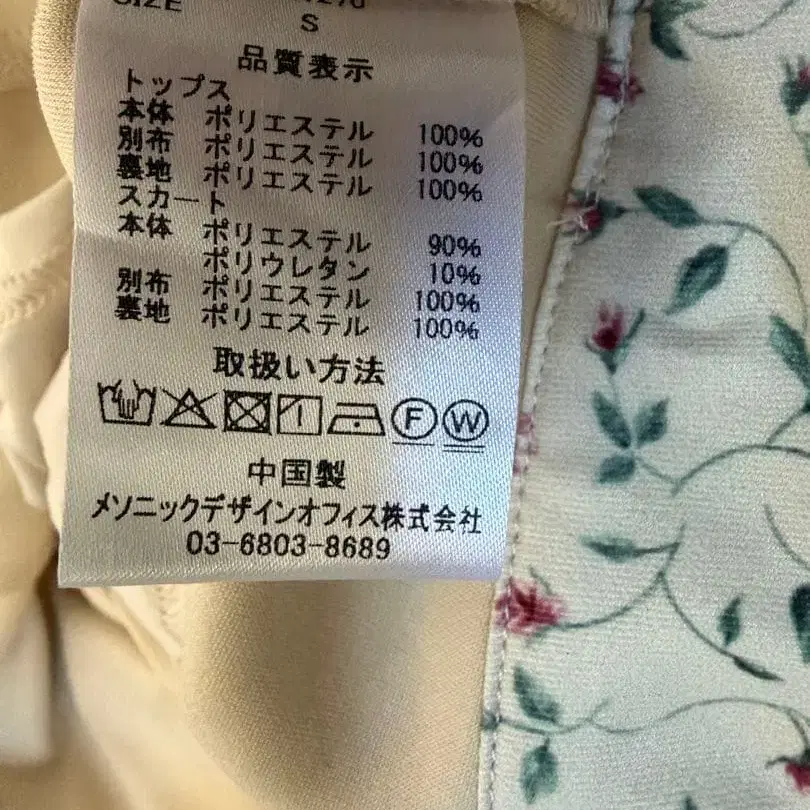 SIZE
S
品質表示
トップス
本体 ポリエステル 100%
別布 ポリエステル 100%
裏地 ポリエステル 100%
スカート
本体 ポリエステル 90%
ポリウレタン 10%
別布 ポリエステル 100%
裏地 ポリエステル 100%
取扱い方法
F W
中国製
メソニックデザインオフィス株式会社
03-6803-8689